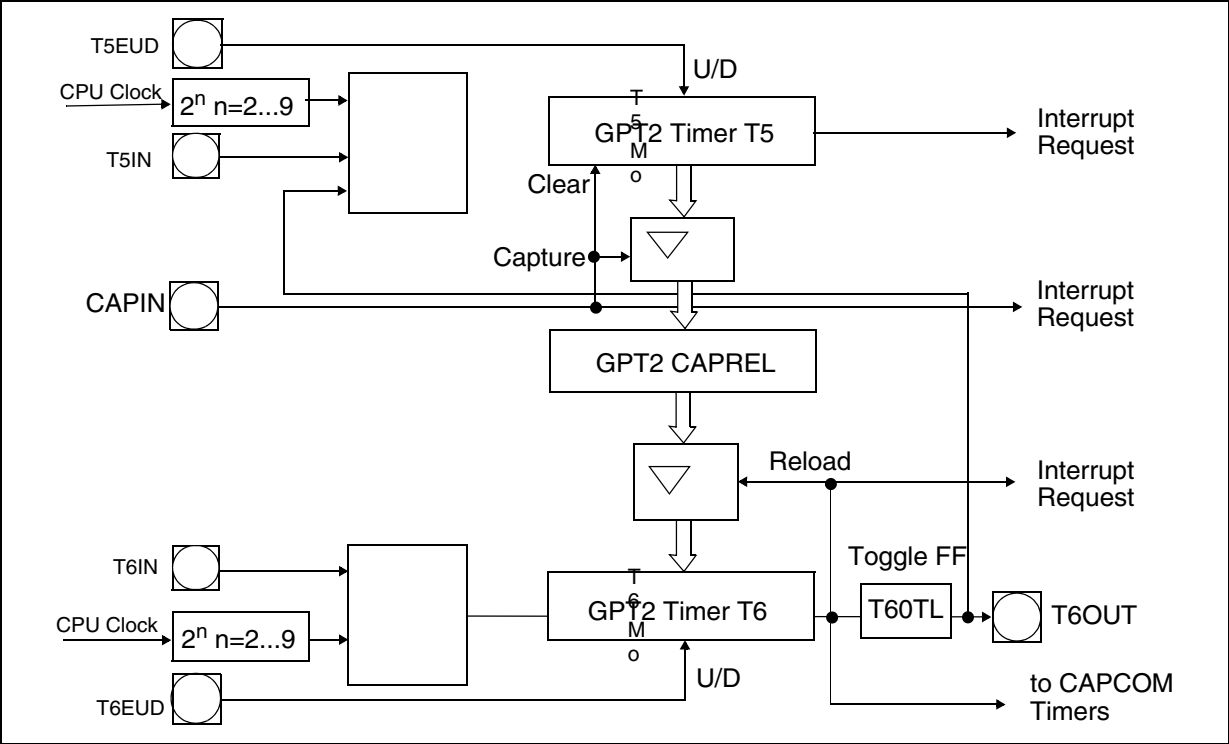 T5EUD
U/D
CPU Clock
2n n=2...9
T5IN
T
5
M
o
GPT2 Timer T5
Interrupt
Request
Clear
Capture
CAPIN
Interrupt
Request
GPT2 CAPREL
Reload
Interrupt
Request
T6IN
Toggle FF
T
6
M
o
GPT2 Timer T6
T60TL
T6OUT
CPU Clock
2n n=2...9
U/D
T6EUD
to CAPCOM
Timers